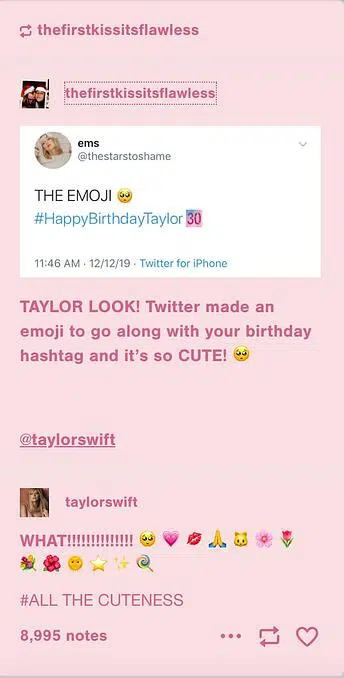 thefirstkissitsflawless
thefirstkissitsflawless
ems
@thestarstoshame
THE EMOJI 🥺
#HappyBirthdayTaylor 30
11:46 AM · 12/12/19 · Twitter for iPhone
TAYLOR LOOK! Twitter made an
emoji to go along with your birthday
hashtag and it's so CUTE! 🥺
@taylorswift
taylorswift
WHAT!!!!!!!!!!!!!! 🥺 💗 💋 🙏 🐱 🌸 🌷
💐 🌺 🌞 ⭐ ✨ 🍭
#ALL THE CUTENESS
8,995 notes